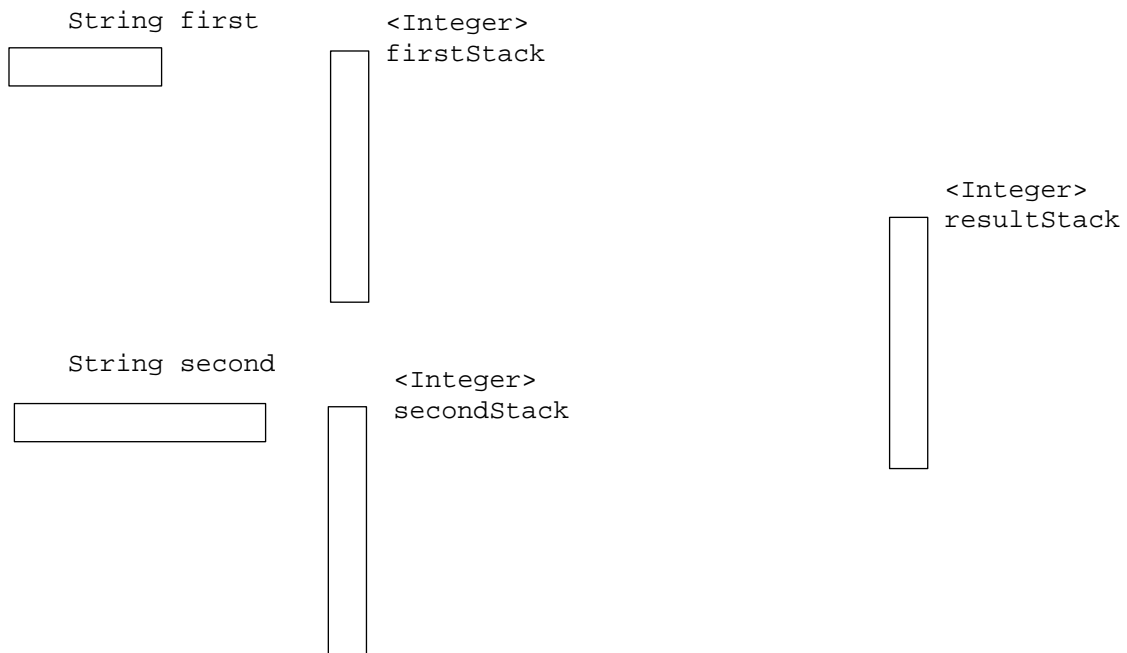 String first
<Integer>
firstStack
<Integer>
resultStack
String second
<Integer>
secondStack